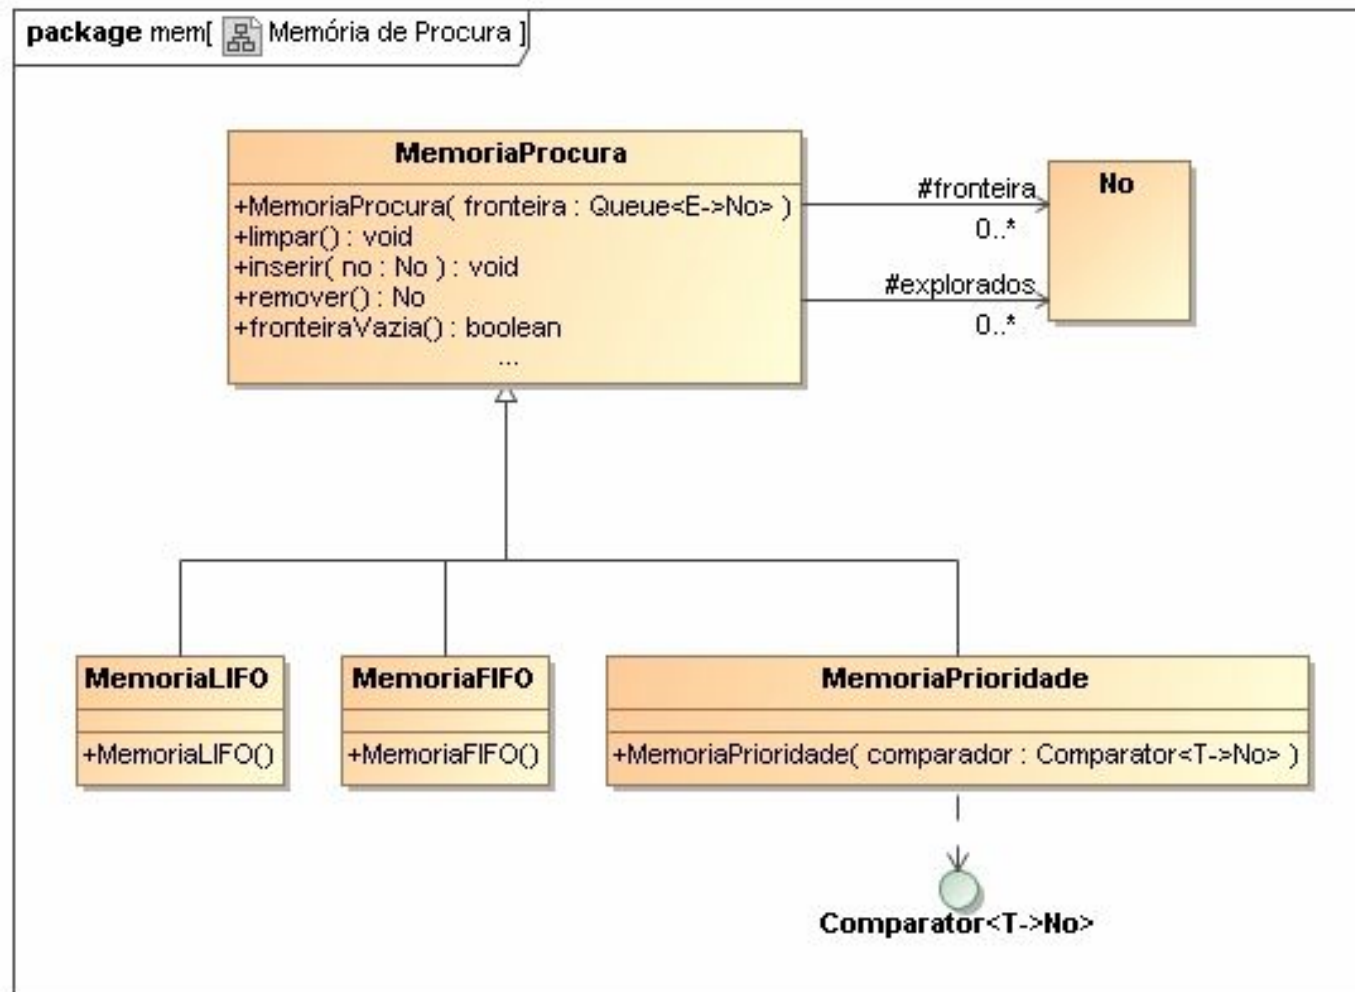 package mem[ Memória de Procura ]
MemoriaProcura
+MemoriaProcura( fronteira : Queue<E->No> )
+limpar() : void
+inserir( no : No ) : void
+remover() : No
+fronteiraVazia() : boolean
...
#fronteira
0..*
#explorados
0..*
No
MemoriaLIFO
+MemoriaLIFO()
MemoriaFIFO
+MemoriaFIFO()
MemoriaPrioridade
+MemoriaPrioridade( comparador : Comparator<T->No> )
Comparator<T->No>